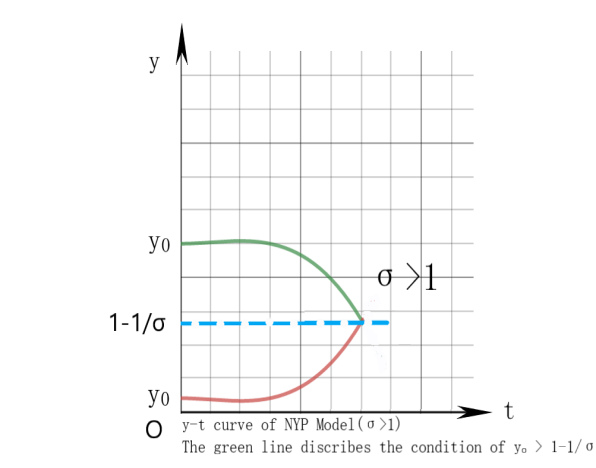 y
y₀
σ>1
1-1/σ
y₀
t
O
y-t curve of NYP Model(σ>1)
The green line discribes the condition of y₀ > 1-1/σ